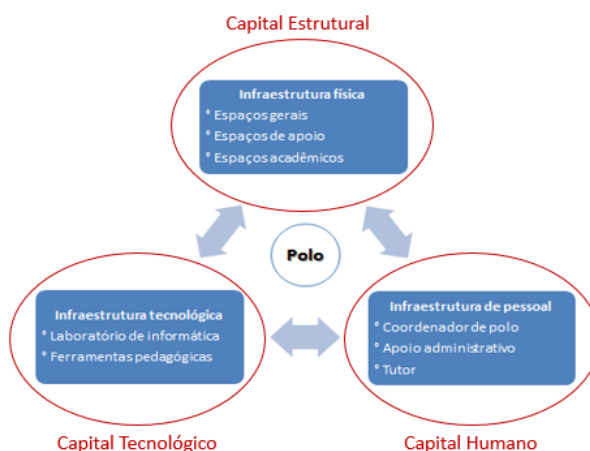 Capital Estrutural
Infraestrutura física
° Espaços gerais
° Espaços de apoio
° Espaços acadêmicos
Polo
Infraestrutura tecnológica
° Laboratório de informática
° Ferramentas pedagógicas
Infraestrutura de pessoal
° Coordenador de polo
° Apoio administrativo
° Tutor
Capital Tecnológico
Capital Humano